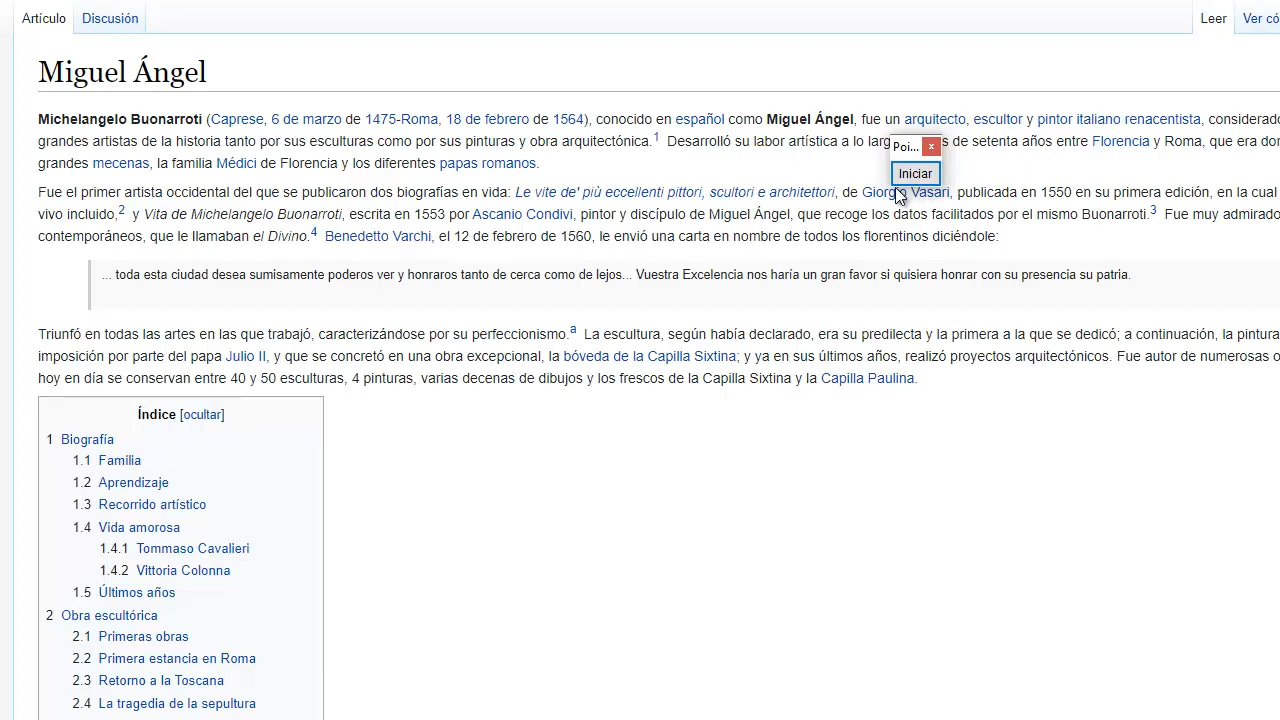 Artículo Discusión Leer Ver có
Miguel Ángel
Michelangelo Buonarroti (Caprese, 6 de marzo de 1475-Roma, 18 de febrero de 1564), conocido en español como Miguel Ángel, fue un arquitecto, escultor y pintor italiano renacentista, considerado
grandes artistas de la historia tanto por sus esculturas como por sus pinturas y obra arquitectónica.1 Desarrolló su labor artística a lo larg s de setenta años entre Florencia y Roma, que era don
Poi... x
grandes mecenas, la familia Médici de Florencia y los diferentes papas romanos.
Iniciar
Fue el primer artista occidental del que se publicaron dos biografías en vida: Le vite de' più eccellenti pittori, scultori e architettori, de Giorgio Vasari, publicada en 1550 en su primera edición, en la cual
vivo incluido,2 y Vita de Michelangelo Buonarroti, escrita en 1553 por Ascanio Condivi, pintor y discípulo de Miguel Ángel, que recoge los datos facilitados por el mismo Buonarroti.3 Fue muy admirado
contemporáneos, que le llamaban el Divino.4 Benedetto Varchi, el 12 de febrero de 1560, le envió una carta en nombre de todos los florentinos diciéndole:
... toda esta ciudad desea sumisamente poderos ver y honraros tanto de cerca como de lejos... Vuestra Excelencia nos haría un gran favor si quisiera honrar con su presencia su patria.
Triunfó en todas las artes en las que trabajó, caracterizándose por su perfeccionismo.a La escultura, según había declarado, era su predilecta y la primera a la que se dedicó; a continuación, la pintura
imposición por parte del papa Julio II, y que se concretó en una obra excepcional, la bóveda de la Capilla Sixtina; y ya en sus últimos años, realizó proyectos arquitectónicos. Fue autor de numerosas o
hoy en día se conservan entre 40 y 50 esculturas, 4 pinturas, varias decenas de dibujos y los frescos de la Capilla Sixtina y la Capilla Paulina.
Índice [ocultar]
1 Biografía
1.1 Familia
1.2 Aprendizaje
1.3 Recorrido artístico
1.4 Vida amorosa
1.4.1 Tommaso Cavalieri
1.4.2 Vittoria Colonna
1.5 Últimos años
2 Obra escultórica
2.1 Primeras obras
2.2 Primera estancia en Roma
2.3 Retorno a la Toscana
2.4 La tragedia de la sepultura